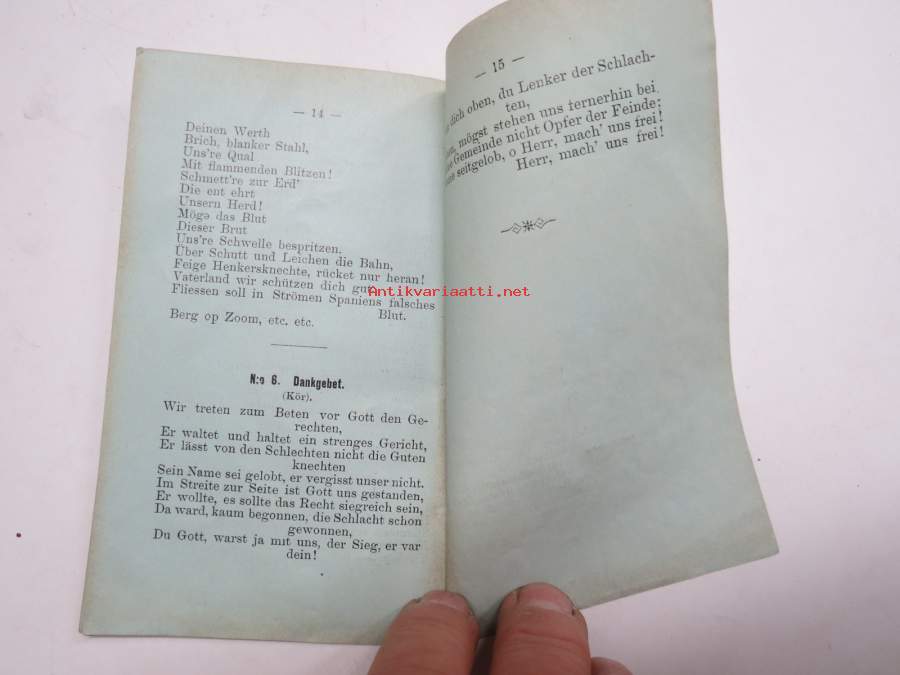 — 14 —
Deinen Werth
Brich, blanker Stahl,
Uns're Qual
Mit flammenden Blitzen!
Schmett're zur Erd'
Die ent ehrt
Unsern Herd!
Möge das Blut
Dieser Brut
Uns're Schwelle bespritzen.
Über Schutt und Leichen die Bahn,
Feige Henkersknechte, rücket nur heran!
Vaterland wir schützen dich gut,
Fliessen soll in Strömen Spaniens falsches
Blut.
Berg op Zoom, etc. etc.
N:o 6. Dankgebet.
(Kör).
Wir treten zum Beten vor Gott den Ge-
rechten,
Er waltet und haltet ein strenges Gericht,
Er lässt von den Schlechten nicht die Guten
knechten
Sein Name sei gelobt, er vergisst unser nicht.
Im Streite zur Seite ist Gott uns gestanden,
Er wollte, es sollte das Recht siegreich sein,
Da ward, kaum begonnen, die Schlacht schon
gewonnen,
Du Gott, warst ja mit uns, der Sieg, er var
dein!
— 15 —
dich oben, du Lenker der Schlach-
ten,
mögst stehen uns fernerhin bei
Gemeinde nicht Opfer der Feinde;
seitgelob, o Herr, mach' uns frei!
Herr, mach' uns frei!
Antikvariaatti.net